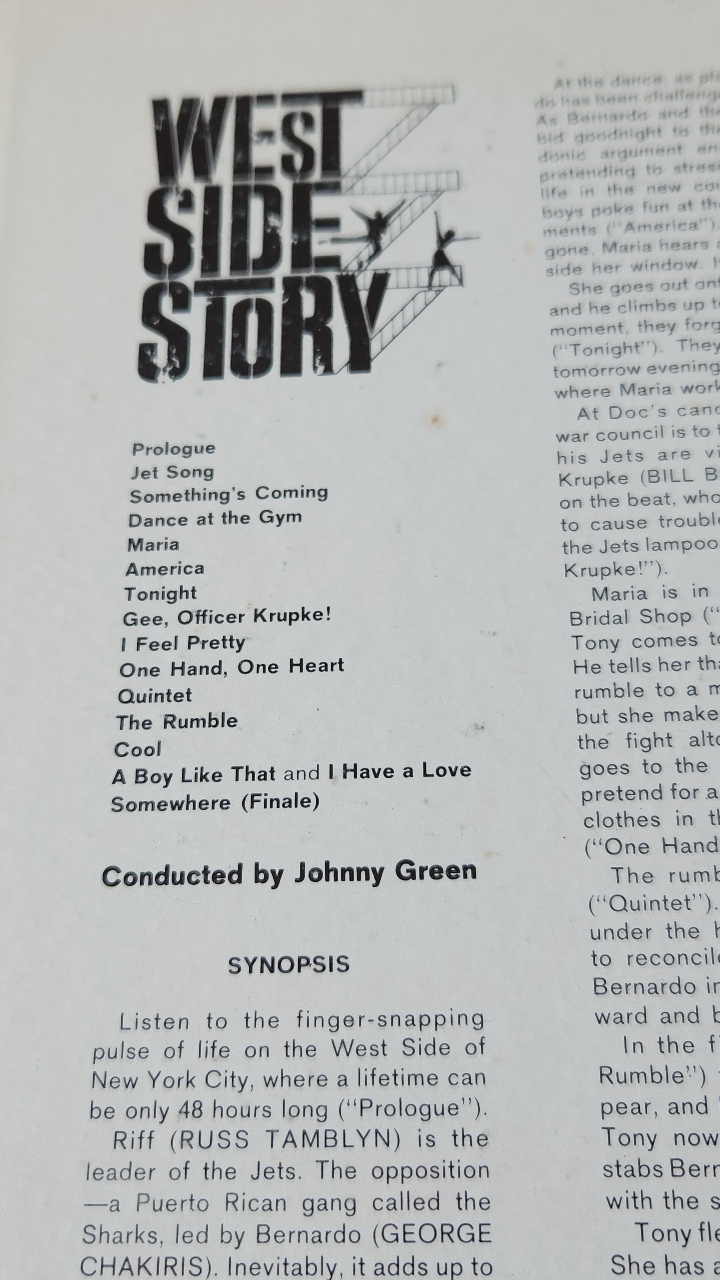 WEST
SIDE
STORY
Prologue
Jet Song
Something's Coming
Dance at the Gym
Maria
America
Tonight
Gee, Officer Krupke!
I Feel Pretty
One Hand, One Heart
Quintet
The Rumble
Cool
A Boy Like That and I Have a Love
Somewhere (Finale)
Conducted by Johnny Green
SYNOPSIS
Listen to the finger-snapping
pulse of life on the West Side of
New York City, where a lifetime can
be only 48 hours long ("Prologue").
Riff (RUSS TAMBLYN) is the
leader of the Jets. The opposition
—a Puerto Rican gang called the
Sharks, led by Bernardo (GEORGE
CHAKIRIS). Inevitably, it adds up to
At the dance, as
do has been
As Bernardo and
bid goodnight to
donic argument
pretending to
life in the new
boys poke fun at
ments ("America").
gone, Maria hears
side her window.
She goes out
and he climbs up
moment, they
("Tonight"). They
tomorrow evening
where Maria
At Doc's
war council is to
his Jets are
Krupke (BILL
on the beat, who
to cause
the Jets
Krupke!").
Maria is in
Bridal Shop
Tony comes
He tells her
rumble to a
but she
the fight
goes to the
pretend for a
clothes in
("One Hand
The
("Quintet").
under the
to
Bernardo
ward and
In the
Rumble")
pear, and
Tony now
stabs
with the
Tony
She has